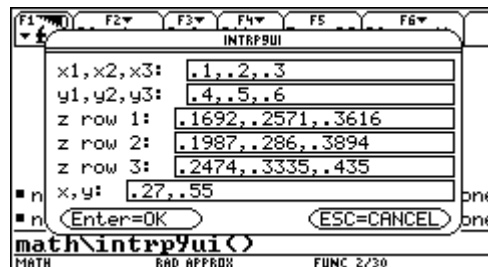 F1 F2 F3 F4 F5 F6
INTRP9UI
x1,x2,x3: .1,.2,.3
y1,y2,y3: .4,.5,.6
z row 1: .1692,.2571,.3616
z row 2: .1987,.286,.3894
z row 3: .2474,.3335,.435
x,y: .27,.55
Enter=OK ESC=CANCEL
math\intrp9ui()
MATH RAD APPROX FUNC 2/30